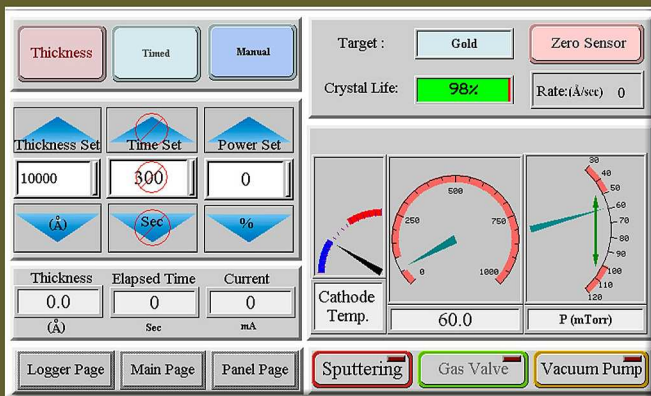 Thickness
Timed
Manual
Target :
Gold
Zero Sensor
Crystal Life:
98%
Rate:(Å/sec) 0
Thickness Set
Time Set
Power Set
10000
300
0
(Å)
Sec
%
Thickness
Elapsed Time
Current
0.0
0
0
(Å)
Sec
mA
Cathode
Temp.
0
250
500
750
1000
60.0
30
40
50
60
70
80
90
100
110
120
P (mTorr)
Logger Page
Main Page
Panel Page
Sputtering
Gas Valve
Vacuum Pump